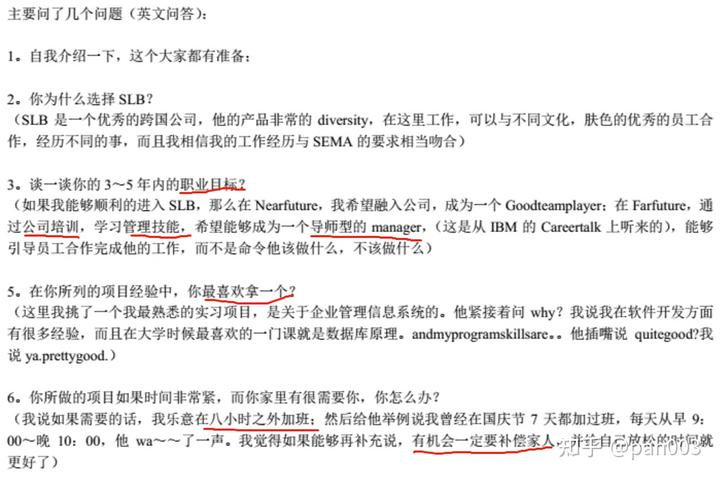 主要问了几个问题（英文问答）：
1。自我介绍一下，这个大家都有准备；
2。你为什么选择 SLB？
（SLB 是一个优秀的跨国公司，他的产品非常的 diversity，在这里工作，可以与不同文化，肤色的优秀的员工合
作，经历不同的事，而且我相信我的工作经历与 SEMA 的要求相当吻合）
3。谈一谈你的 3～5 年内的职业目标？
（如果我能够顺利的进入 SLB，那么在 Nearfuture，我希望融入公司，成为一个 Goodteamplayer；在 Farfuture，通
过公司培训，学习管理技能，希望能够成为一个导师型的 manager，（这是从 IBM 的 Careertalk 上听来的），能够
引导员工合作完成他的工作，而不是命令他该做什么，不该做什么）
5。在你所列的项目经验中，你最喜欢拿一个？
（这里我挑了一个我最熟悉的实习项目，是关于企业管理信息系统的。他紧接着问 why？我说我在软件开发方面
有很多经验，而且在大学时候最喜欢的一门课就是数据库原理。andmyprogramskillsare。。他插嘴说 quitegood?我
说 ya.prettygood.）
6。你所做的项目如果时间非常紧，而你家里有很需要你，你怎么办？
（我说如果需要的话，我乐意在八小时之外加班；然后给他举例说我曾经在国庆节 7 天都加过班，每天从早 9：
00～晚 10：00，他 wa～～了一声。我觉得如果能够再补充说，有机会一定要补偿家人，并给自己放松的时间就
更好了）
知乎 @pan003